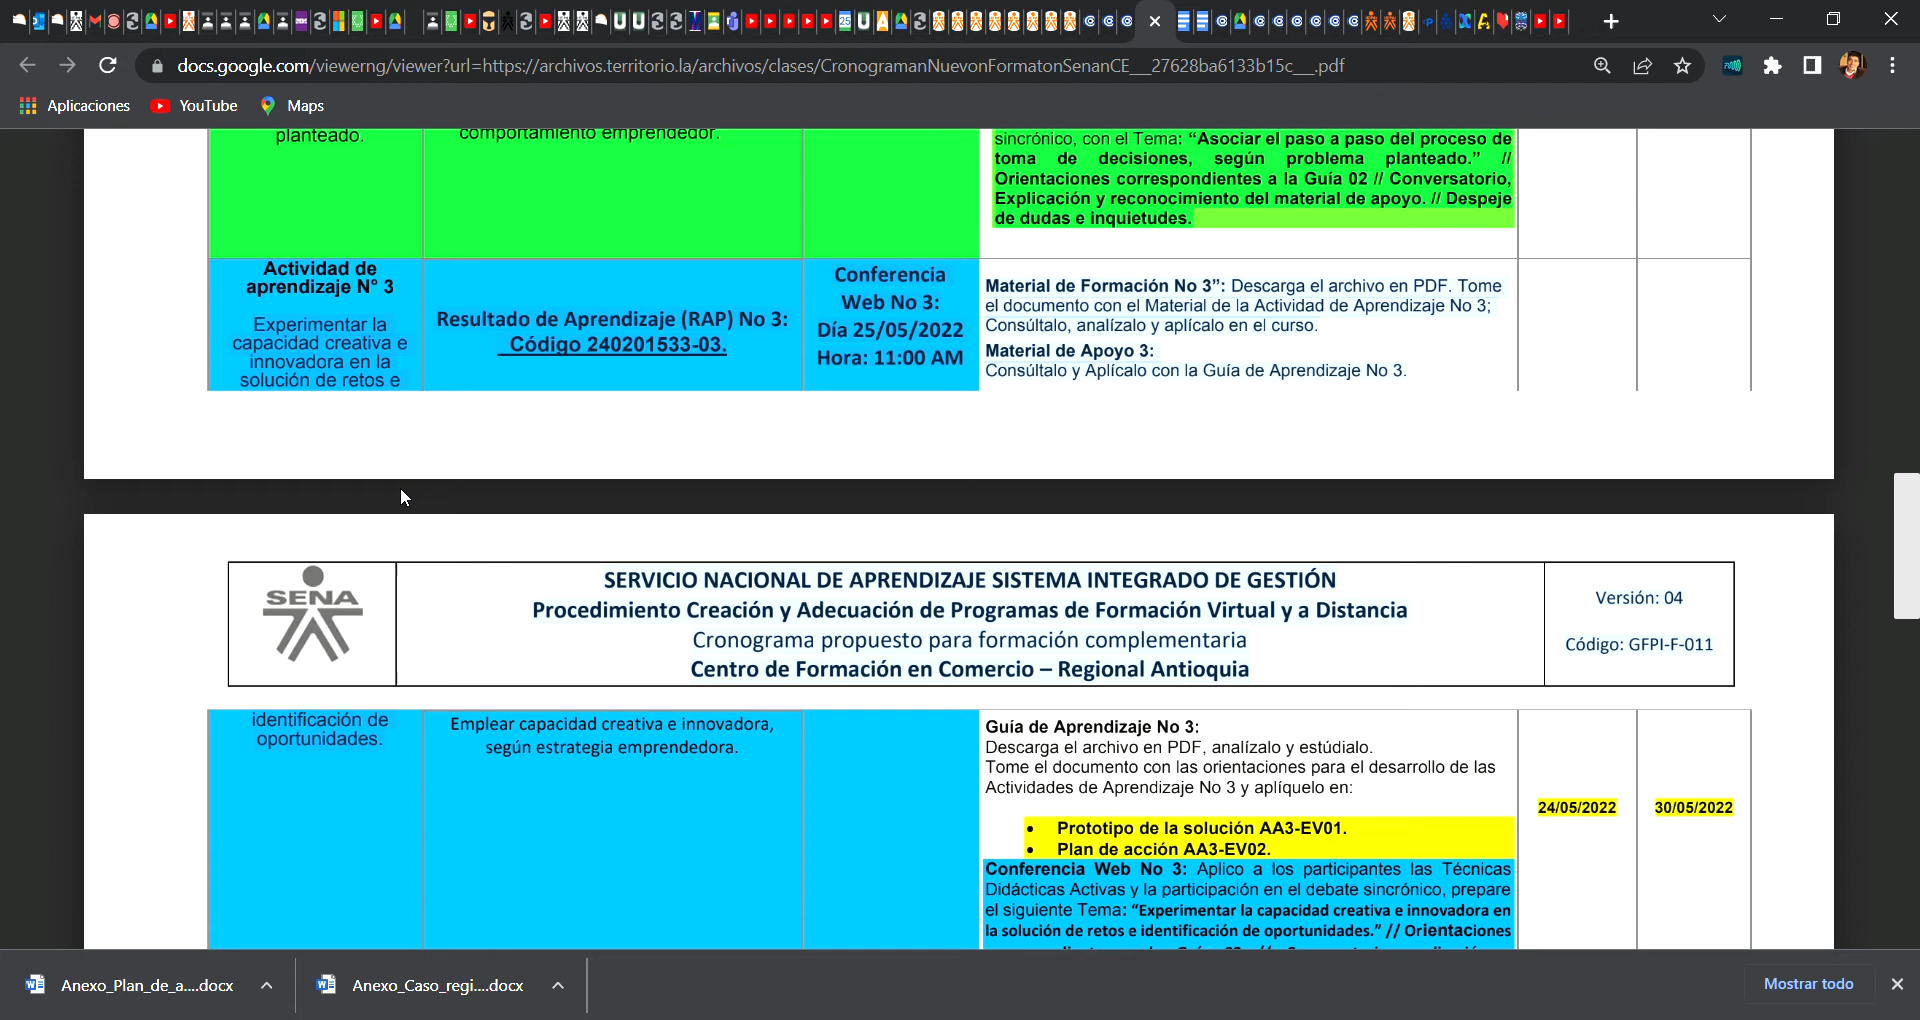 docs.google.com/viewerng/viewer?url=https://archivos.territorio.la/archivos/clases/CronogramanNuevonFormatonSenanCE__27628ba6133b15c__.pdf
Aplicaciones
YouTube
Maps
planteado.
comportamiento emprendedor.
sincrónico, con el Tema: “Asociar el paso a paso del proceso de
toma de decisiones, según problema planteado.” //
Orientaciones correspondientes a la Guía 02 // Conversatorio,
Explicación y reconocimiento del material de apoyo. // Despeje
de dudas e inquietudes.
Actividad de
aprendizaje N° 3
Experimentar la
capacidad creativa e
innovadora en la
solución de retos e
Resultado de Aprendizaje (RAP) No 3:
Código 240201533-03.
Conferencia
Web No 3:
Día 25/05/2022
Hora: 11:00 AM
Material de Formación No 3”: Descarga el archivo en PDF. Tome
el documento con el Material de la Actividad de Aprendizaje No 3;
Consúltalo, analízalo y aplícalo en el curso.
Material de Apoyo 3:
Consúltalo y Aplícalo con la Guía de Aprendizaje No 3.
SENA
SERVICIO NACIONAL DE APRENDIZAJE SISTEMA INTEGRADO DE GESTIÓN
Procedimiento Creación y Adecuación de Programas de Formación Virtual y a Distancia
Cronograma propuesto para formación complementaria
Centro de Formación en Comercio – Regional Antioquia
Versión: 04
Código: GFPI-F-011
identificación de
oportunidades.
Emplear capacidad creativa e innovadora,
según estrategia emprendedora.
Guía de Aprendizaje No 3:
Descarga el archivo en PDF, analízalo y estúdialo.
Tome el documento con las orientaciones para el desarrollo de las
Actividades de Aprendizaje No 3 y aplíquelo en:
• Prototipo de la solución AA3-EV01.
• Plan de acción AA3-EV02.
Conferencia Web No 3: Aplico a los participantes las Técnicas
Didácticas Activas y la participación en el debate sincrónico, prepare
el siguiente Tema: “Experimentar la capacidad creativa e innovadora en
la solución de retos e identificación de oportunidades.” // Orientaciones
24/05/2022
30/05/2022
Anexo_Plan_de_a....docx
Anexo_Caso_regi....docx
Mostrar todo